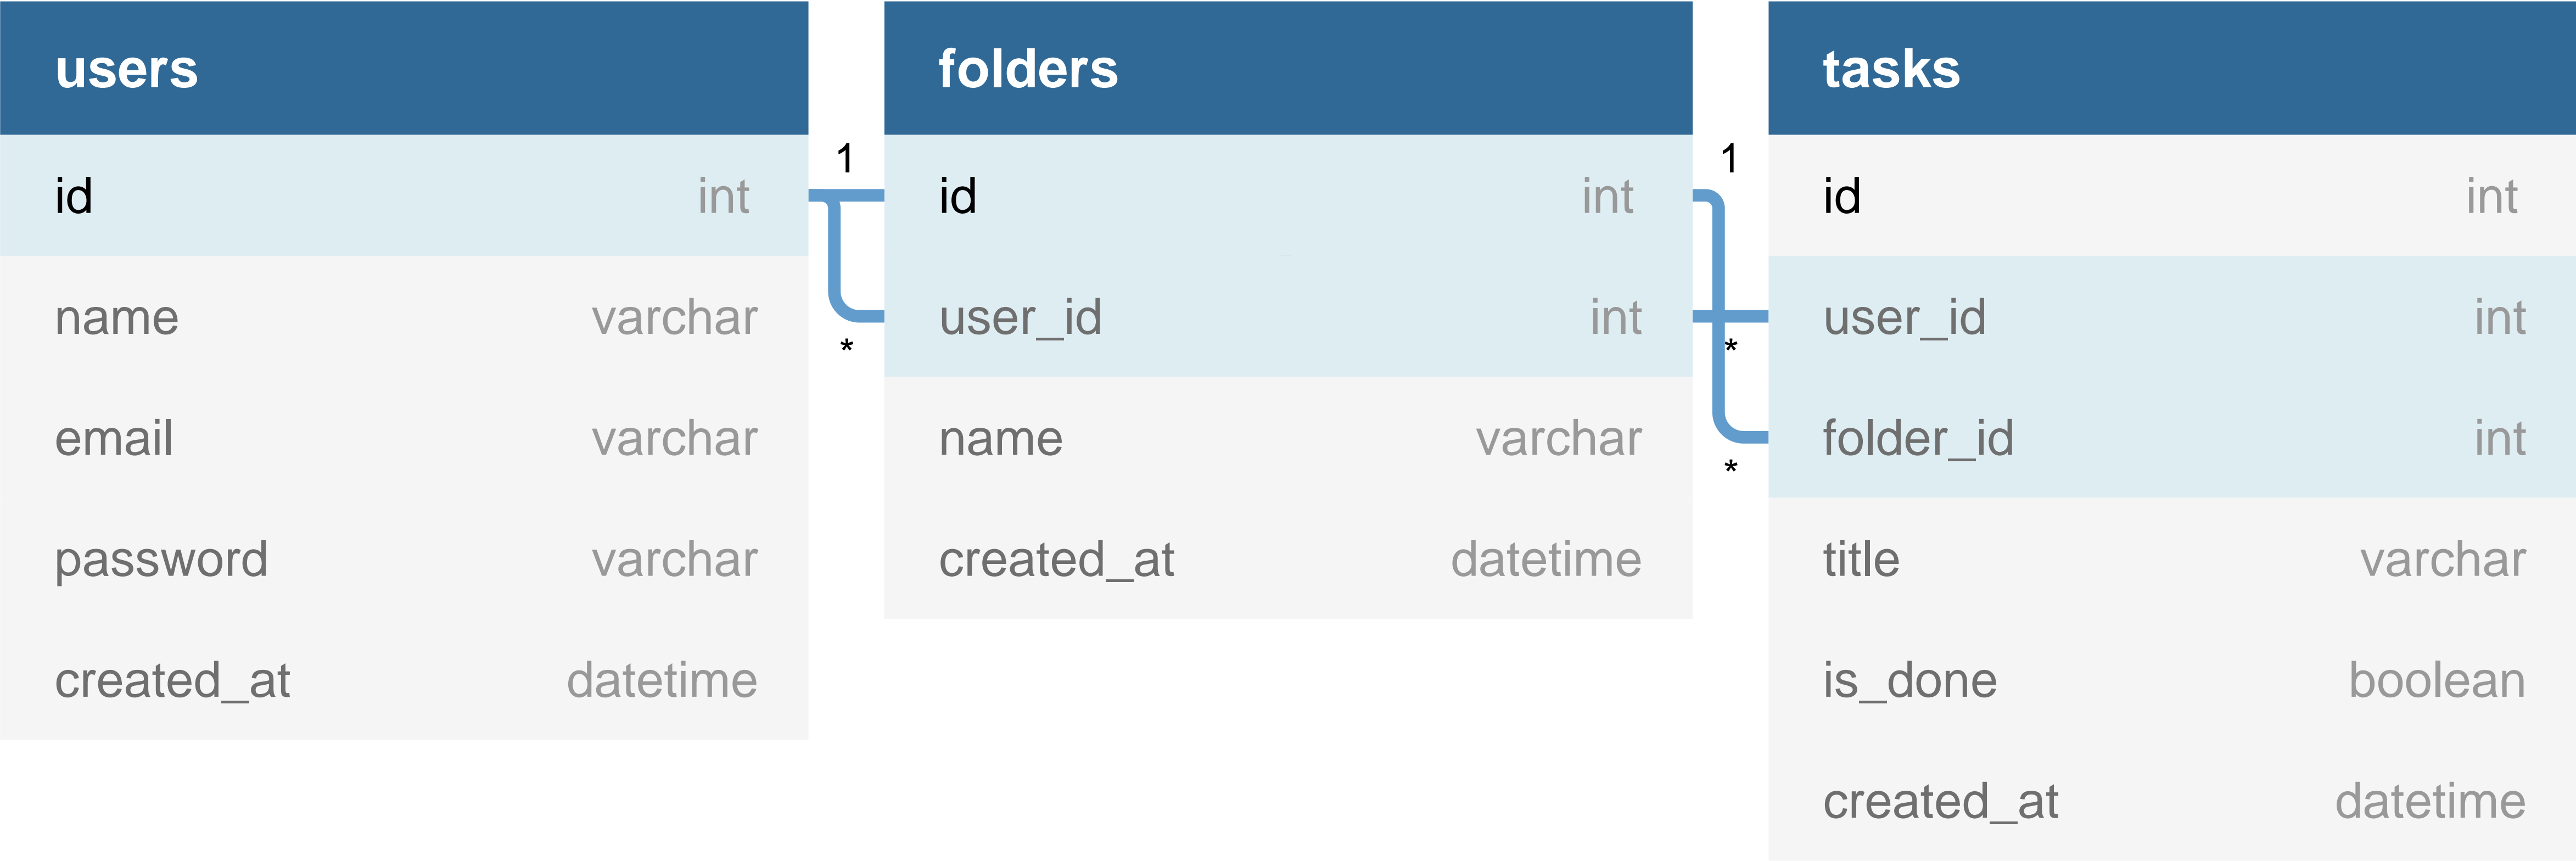 users
id int
name varchar
email varchar
password varchar
created_at datetime
1
*
folders
id int
user_id int
name varchar
created_at datetime
1
*
*
tasks
id int
user_id int
folder_id int
title varchar
is_done boolean
created_at datetime